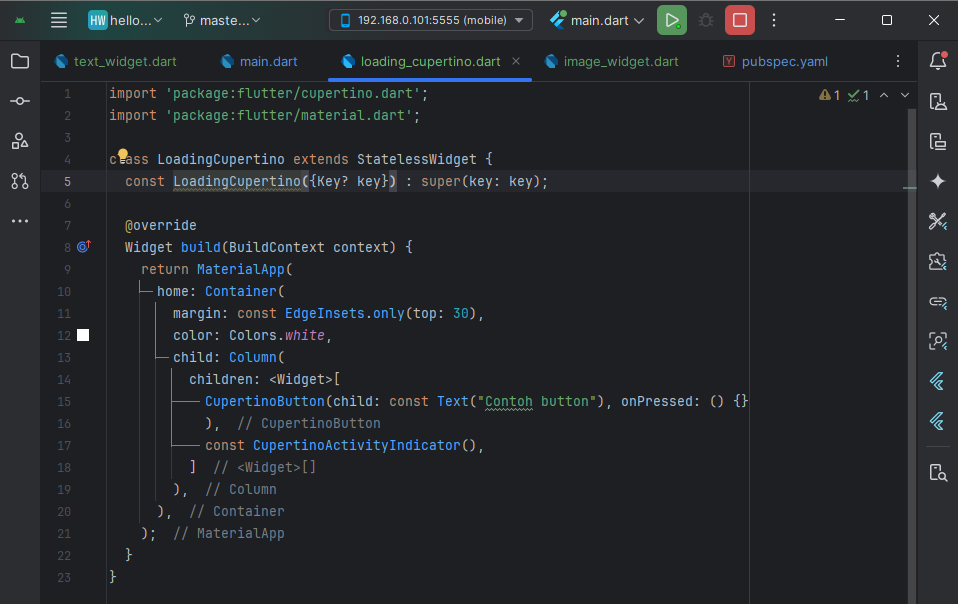 HW hello... maste... 192.168.0.101:5555 (mobile) main.dart
text_widget.dart main.dart loading_cupertino.dart image_widget.dart Y pubspec.yaml
1 import 'package:flutter/cupertino.dart'; 1 1
2 import 'package:flutter/material.dart';
3
4 class LoadingCupertino extends StatelessWidget {
5 const LoadingCupertino({Key? key}) : super(key: key);
6
7 @override
8 Widget build(BuildContext context) {
9 return MaterialApp(
10 home: Container(
11 margin: const EdgeInsets.only(top: 30),
12 color: Colors.white,
13 child: Column(
14 children: <Widget>[
15 CupertinoButton(child: const Text("Contoh button"), onPressed: () {}
16 ), // CupertinoButton
17 const CupertinoActivityIndicator(),
18 ] // <Widget>[]
19 ), // Column
20 ), // Container
21 ); // MaterialApp
22 }
23 }